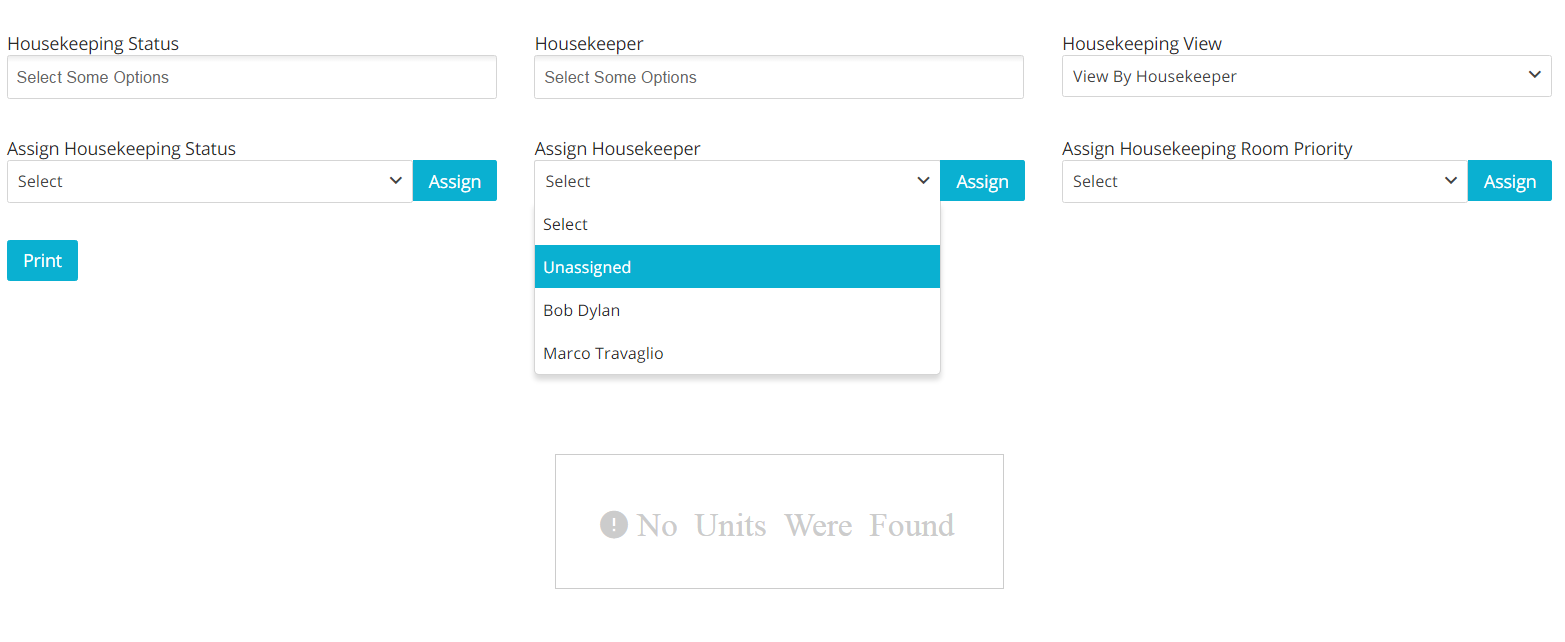 Housekeeping Status
Housekeeper
Housekeeping View
Select Some Options
Select Some Options
View By Housekeeper
Assign Housekeeping Status
Assign Housekeeper
Assign Housekeeping Room Priority
Select
Assign
Select
Assign
Select
Assign
Select
Unassigned
Bob Dylan
Marco Travaglio
Print
No Units Were Found